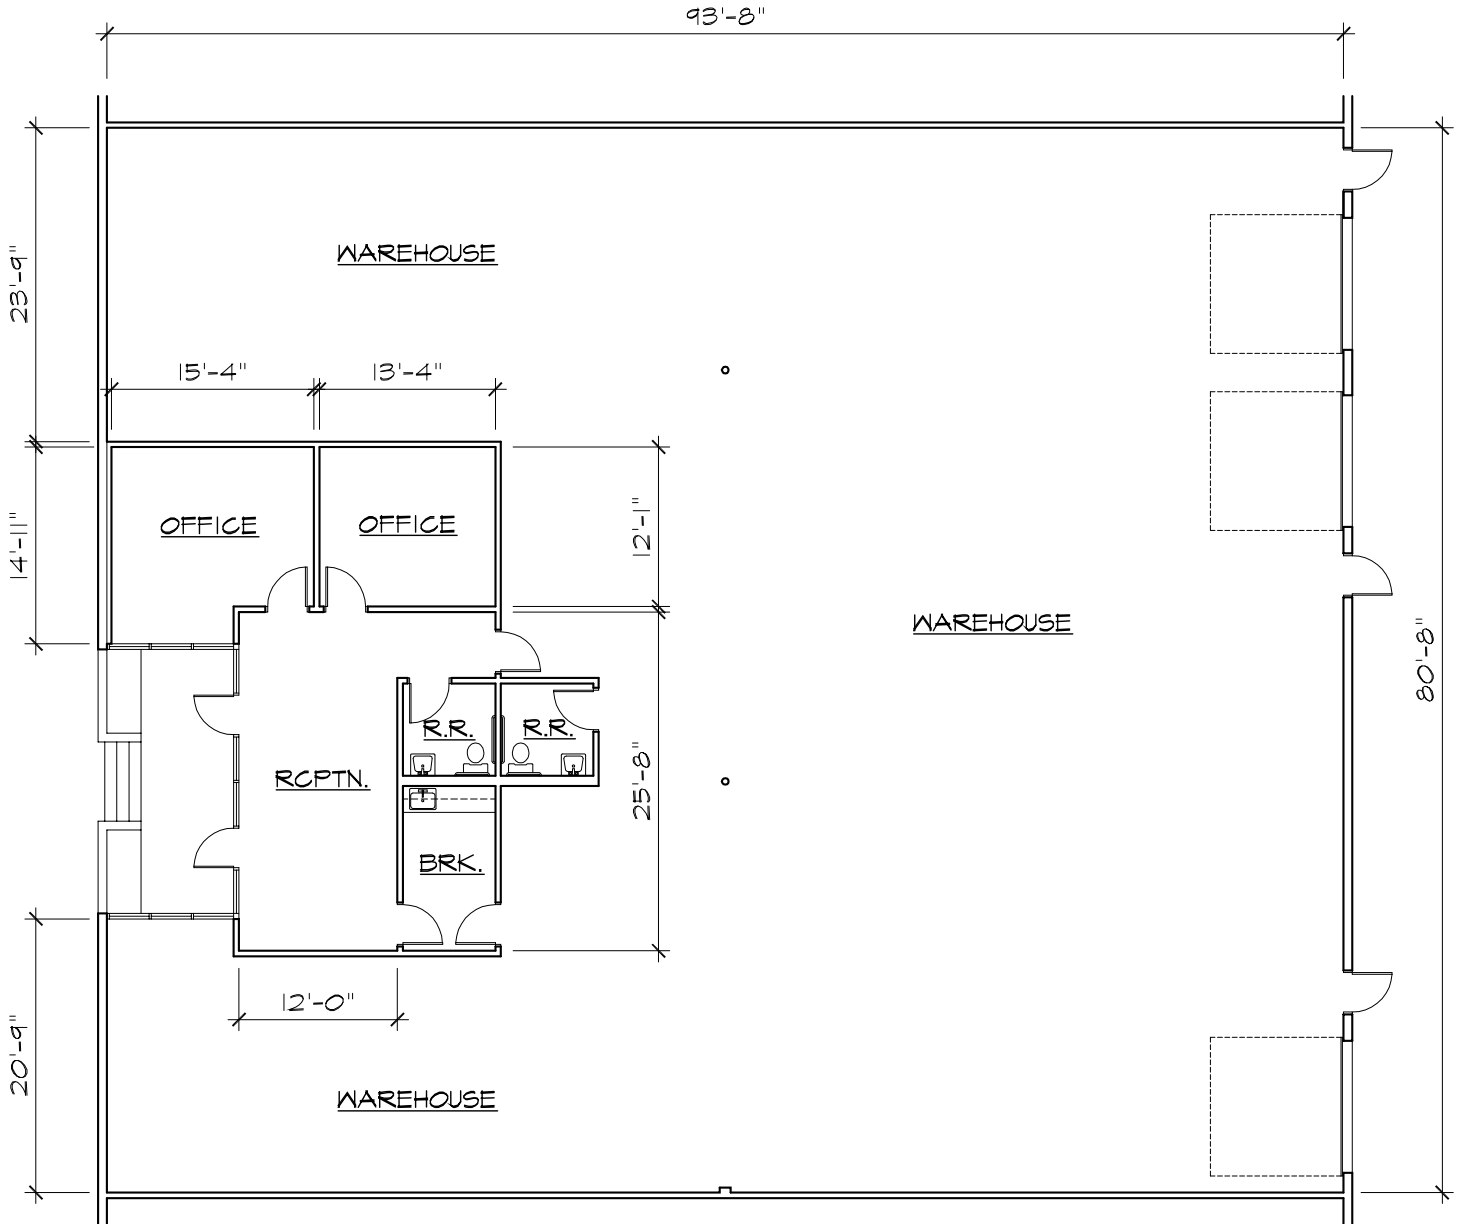 93'-8"
WAREHOUSE
23'-9"
15'-4"
13'-4"
OFFICE
OFFICE
14'-11"
12'-1"
WAREHOUSE
80'-8"
R.R.
R.R.
RCPTN.
25'-8"
BRK.
12'-0"
20'-9"
WAREHOUSE